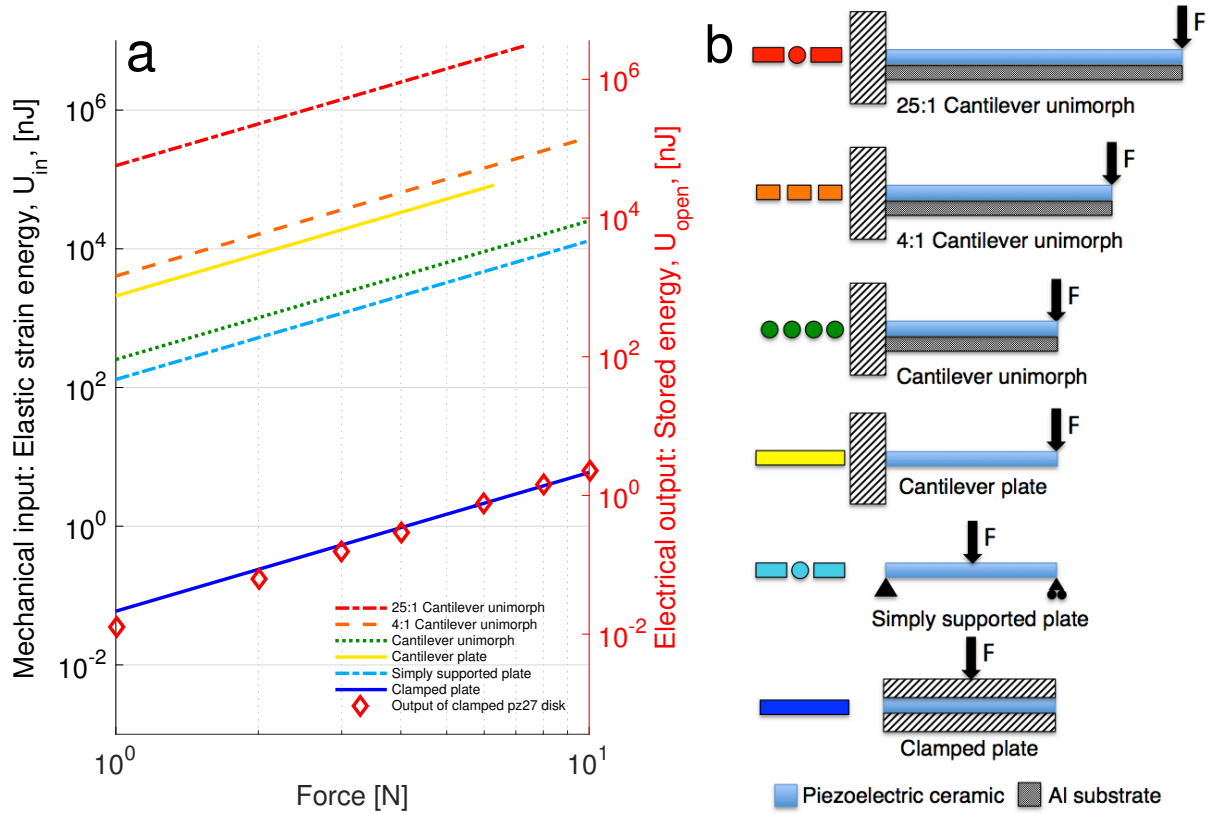 a
Mechanical input: Elastic strain energy, U_in, [nJ]
10^6
10^4
10^2
10^0
10^-2
10^0
10^1
Force [N]
25:1 Cantilever unimorph
4:1 Cantilever unimorph
Cantilever unimorph
Cantilever plate
Simply supported plate
Clamped plate
Output of clamped pz27 disk
10^6
10^4
10^2
10^0
10^-2
Electrical output: Stored energy, U_open, [nJ]
b
F
25:1 Cantilever unimorph
F
4:1 Cantilever unimorph
F
Cantilever unimorph
F
Cantilever plate
F
Simply supported plate
F
Clamped plate
Piezoelectric ceramic
Al substrate